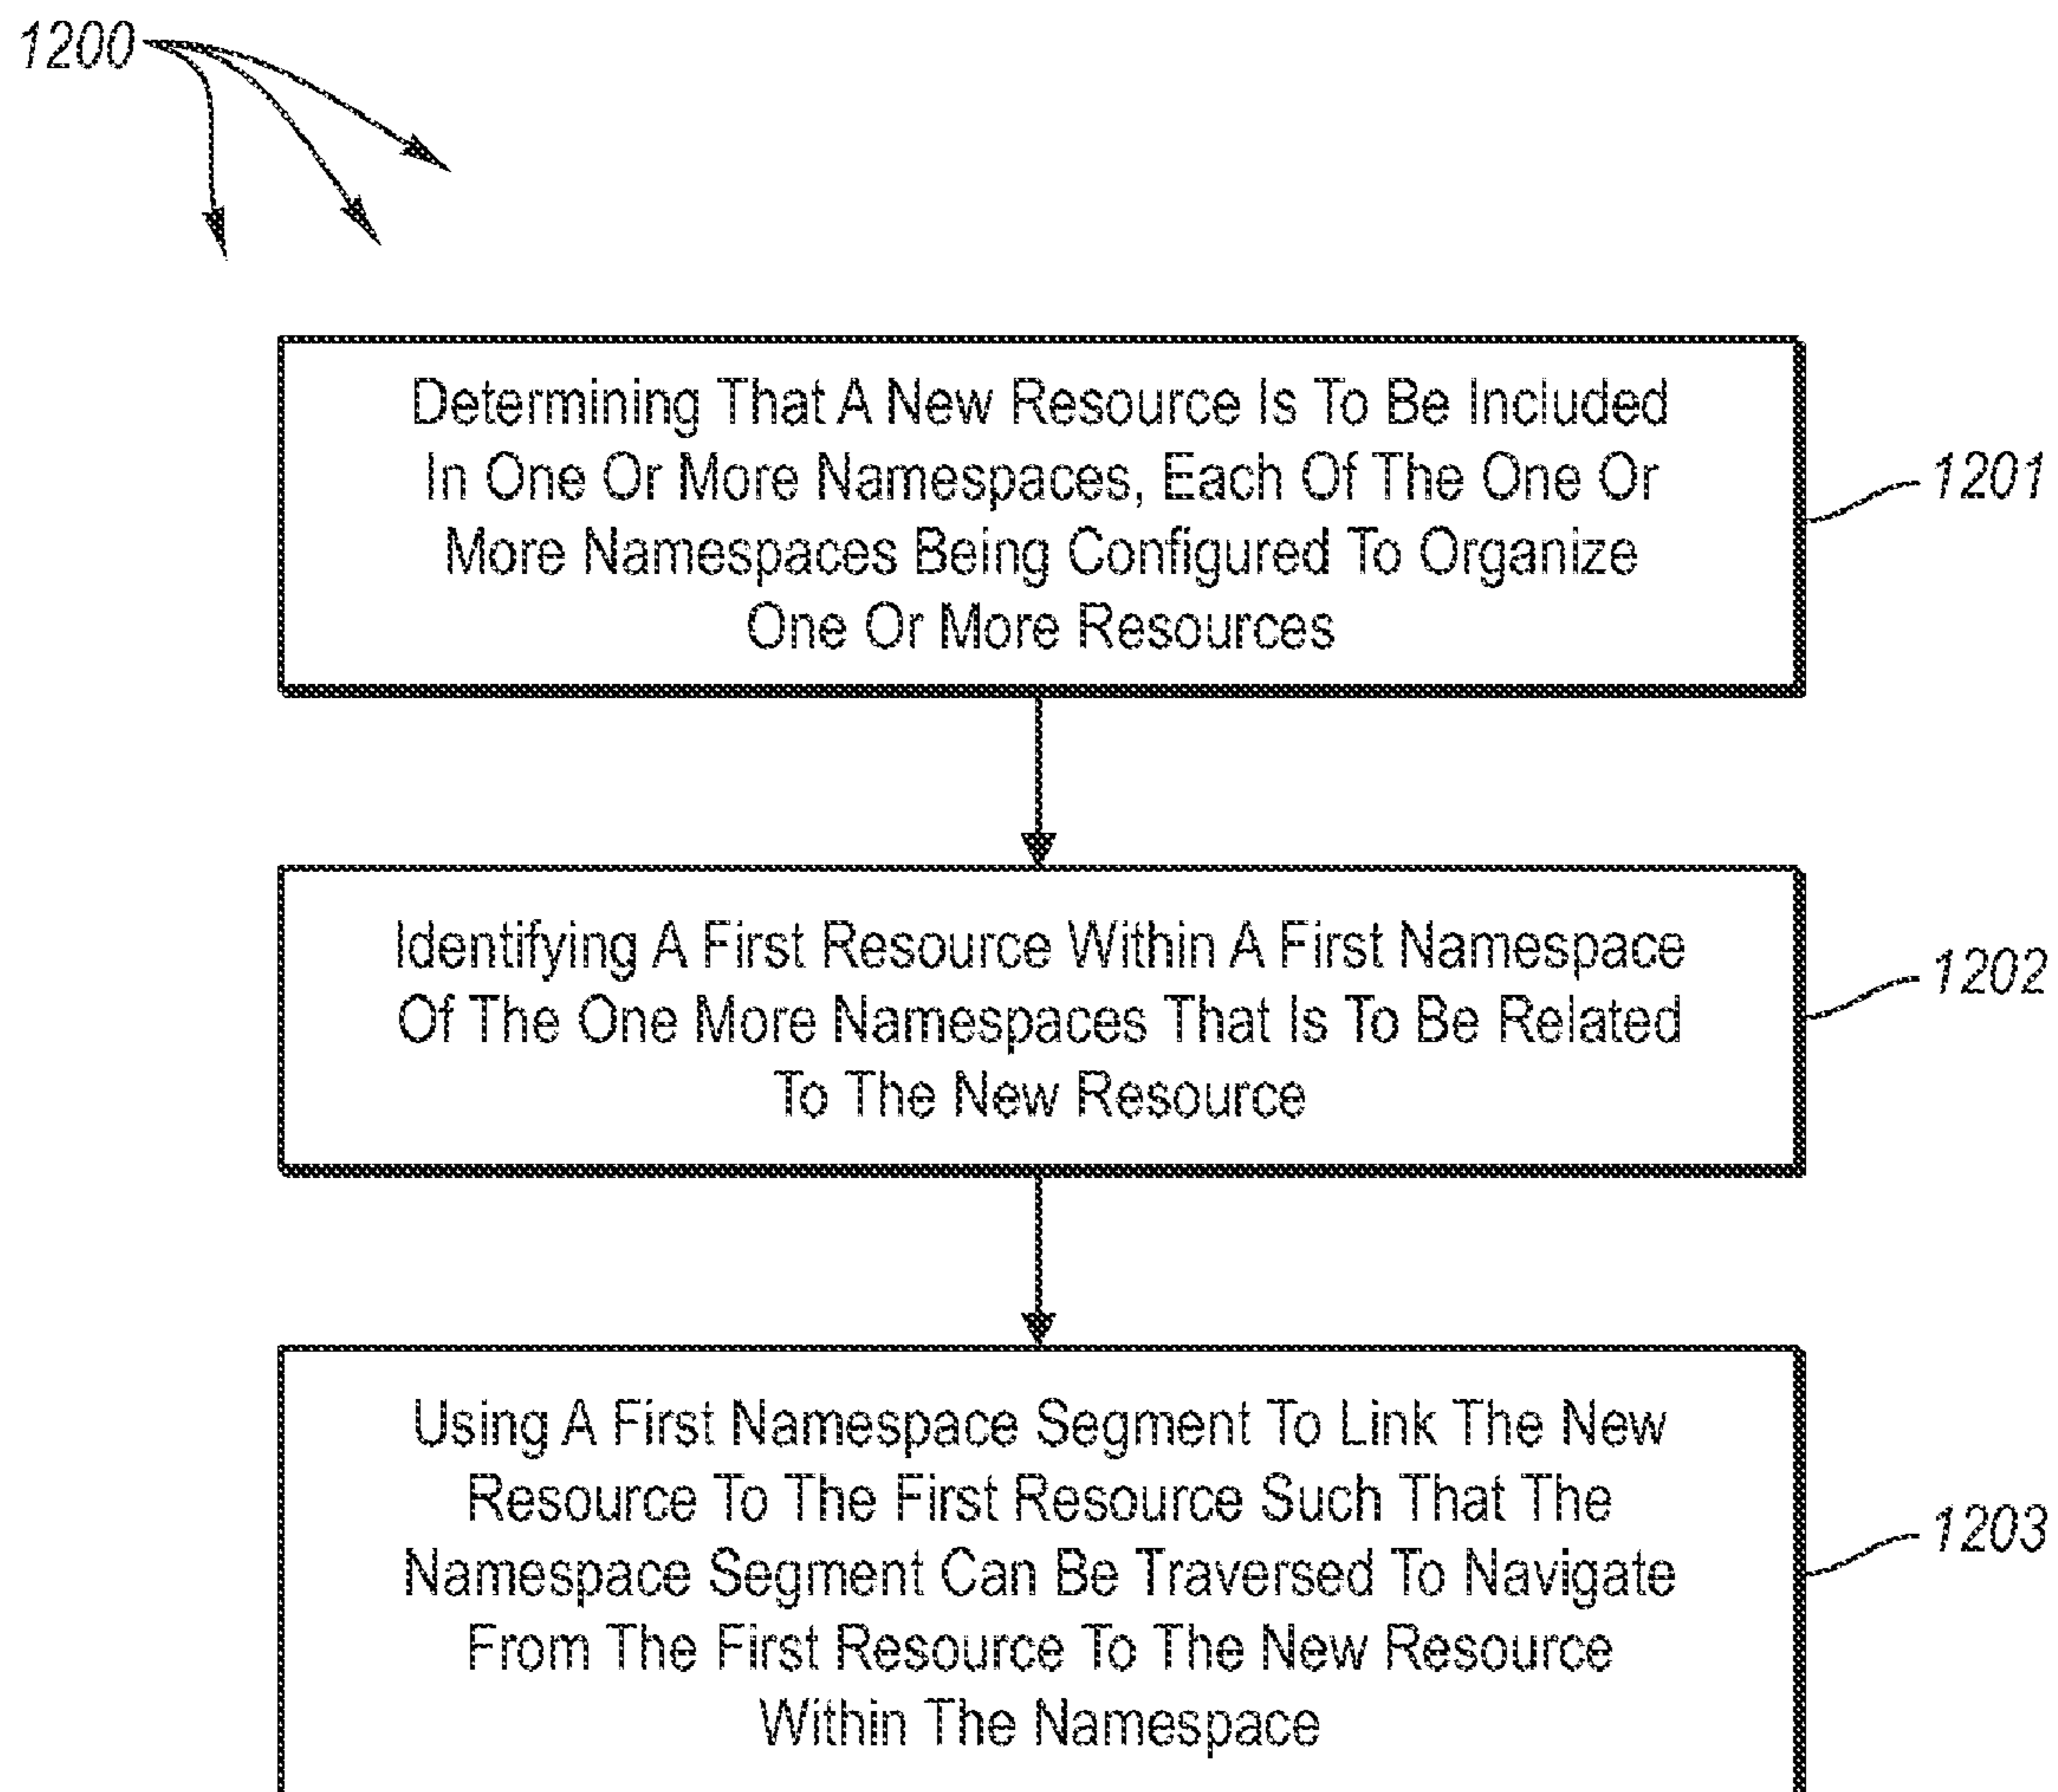 1200
Determining That A New Resource Is To Be Included
In One Or More Namespaces, Each Of The One Or
More Namespaces Being Configured To Organize
One Or More Resources
1201
Identifying A First Resource Within A First Namespace
Of The One More Namespaces That Is To Be Related
To The New Resource
1202
Using A First Namespace Segment To Link The New
Resource To The First Resource Such That The
Namespace Segment Can Be Traversed To Navigate
From The First Resource To The New Resource
Within The Namespace
1203